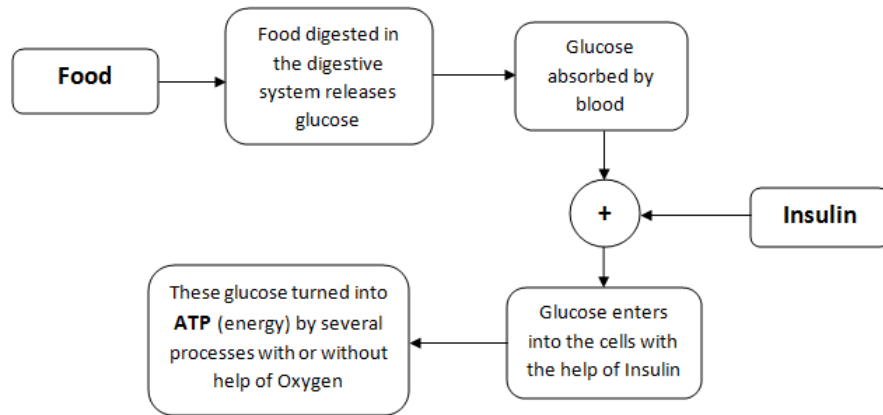 Food
Food digested in
the digestive
system releases
glucose
Glucose
absorbed by
blood
+
Insulin
Glucose enters
into the cells with
the help of Insulin
These glucose turned into
ATP (energy) by several
processes with or without
help of Oxygen